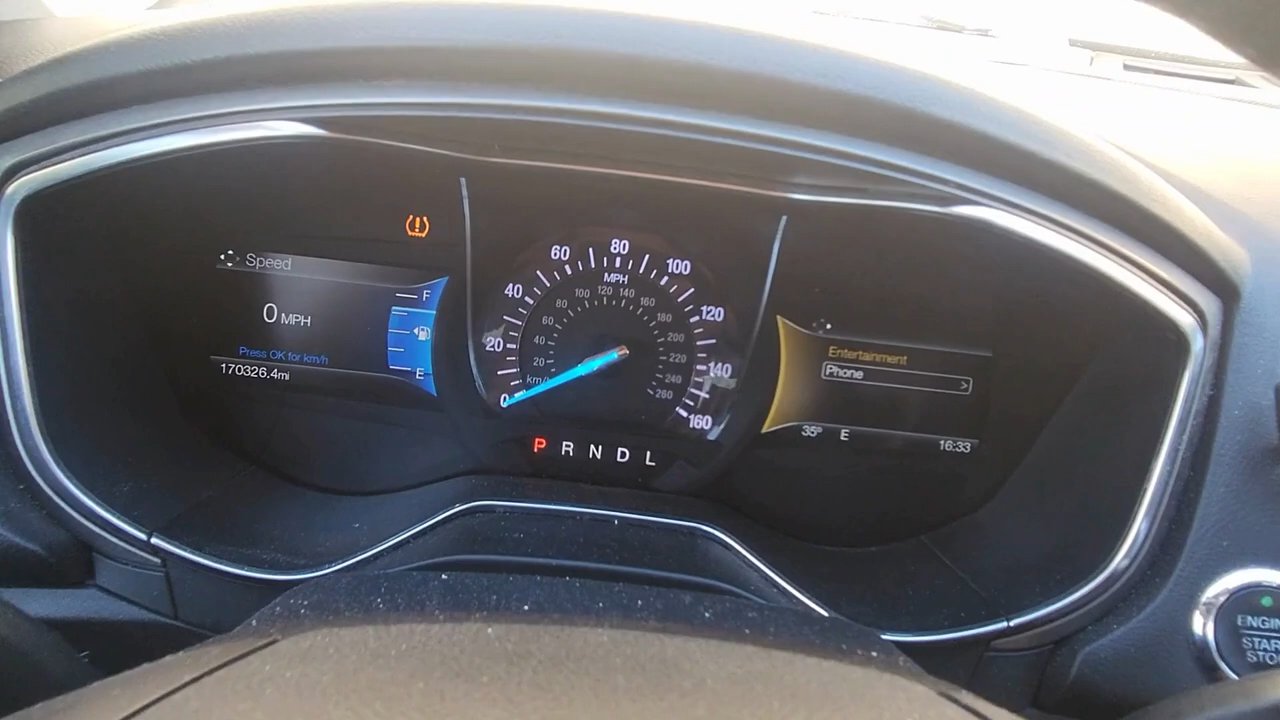 Speed
0 MPH
Press OK for km/h
170326.4mi
F
E
0
20
40
60
80
100
120
140
160
MPH
km/h
20
40
60
80
100
120
140
160
180
200
220
240
260
P R N D L
Entertainment
Phone >
35° E 16:33